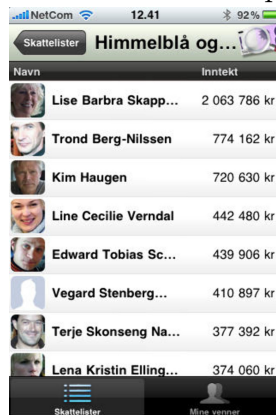 NetCom 12.41 92%
Skattelister Himmelblå og...
Navn Inntekt
Lise Barbra Skapp... 2 063 786 kr
Trond Berg-Nilssen 774 162 kr
Kim Haugen 720 630 kr
Line Cecilie Verndal 442 480 kr
Edward Tobias Sc... 439 906 kr
Vegard Stenberg... 410 897 kr
Terje Skonseng Na... 377 392 kr
Lena Kristin Elling... 374 060 kr
Skattelister Mine venner